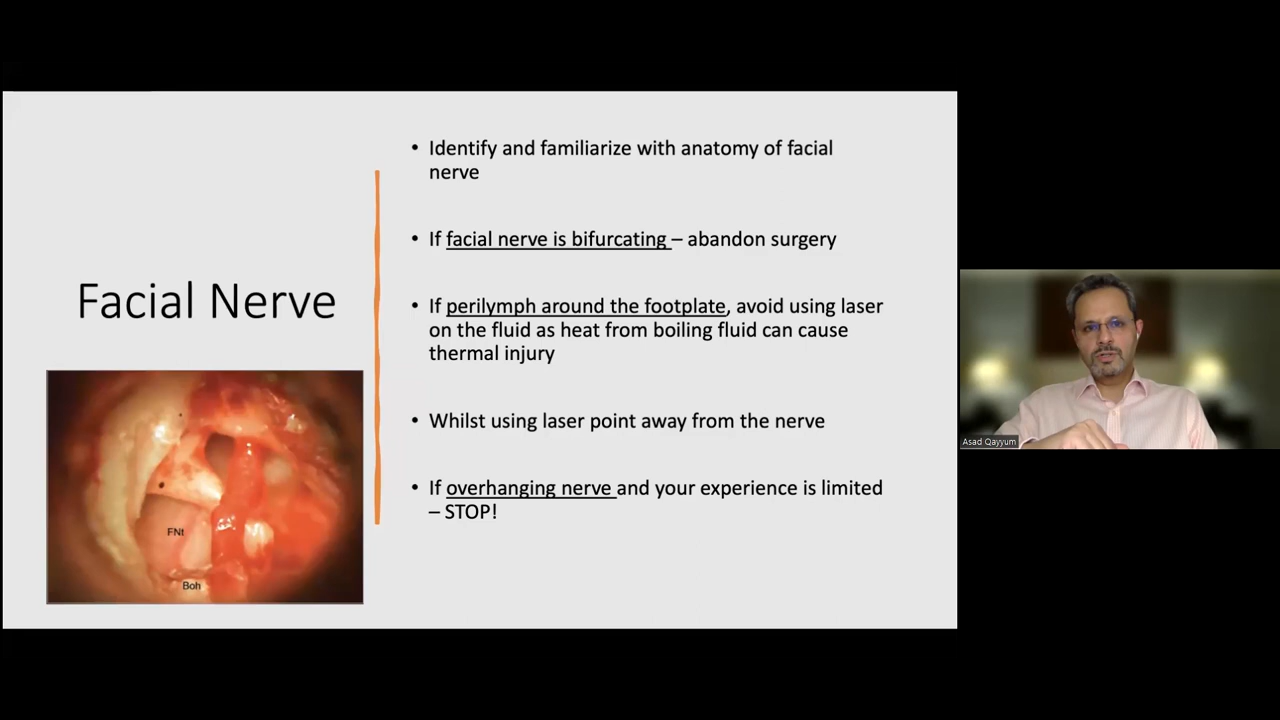 Facial Nerve
• Identify and familiarize with anatomy of facial
nerve
• If facial nerve is bifurcating – abandon surgery
• If perilymph around the footplate, avoid using laser
on the fluid as heat from boiling fluid can cause
thermal injury
• Whilst using laser point away from the nerve
• If overhanging nerve and your experience is limited
– STOP!
FNt
Boh
Asad Qayyum